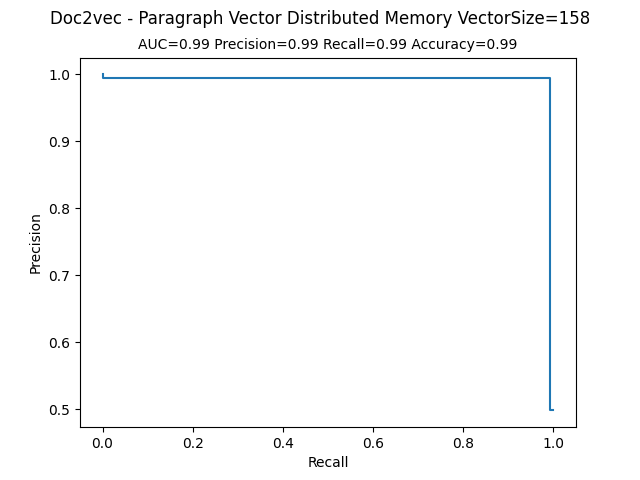 Doc2vec - Paragraph Vector Distributed Memory VectorSize=158
AUC=0.99 Precision=0.99 Recall=0.99 Accuracy=0.99
1.0
0.9
0.8
0.7
0.6
0.5
Precision
0.0 0.2 0.4 0.6 0.8 1.0
Recall